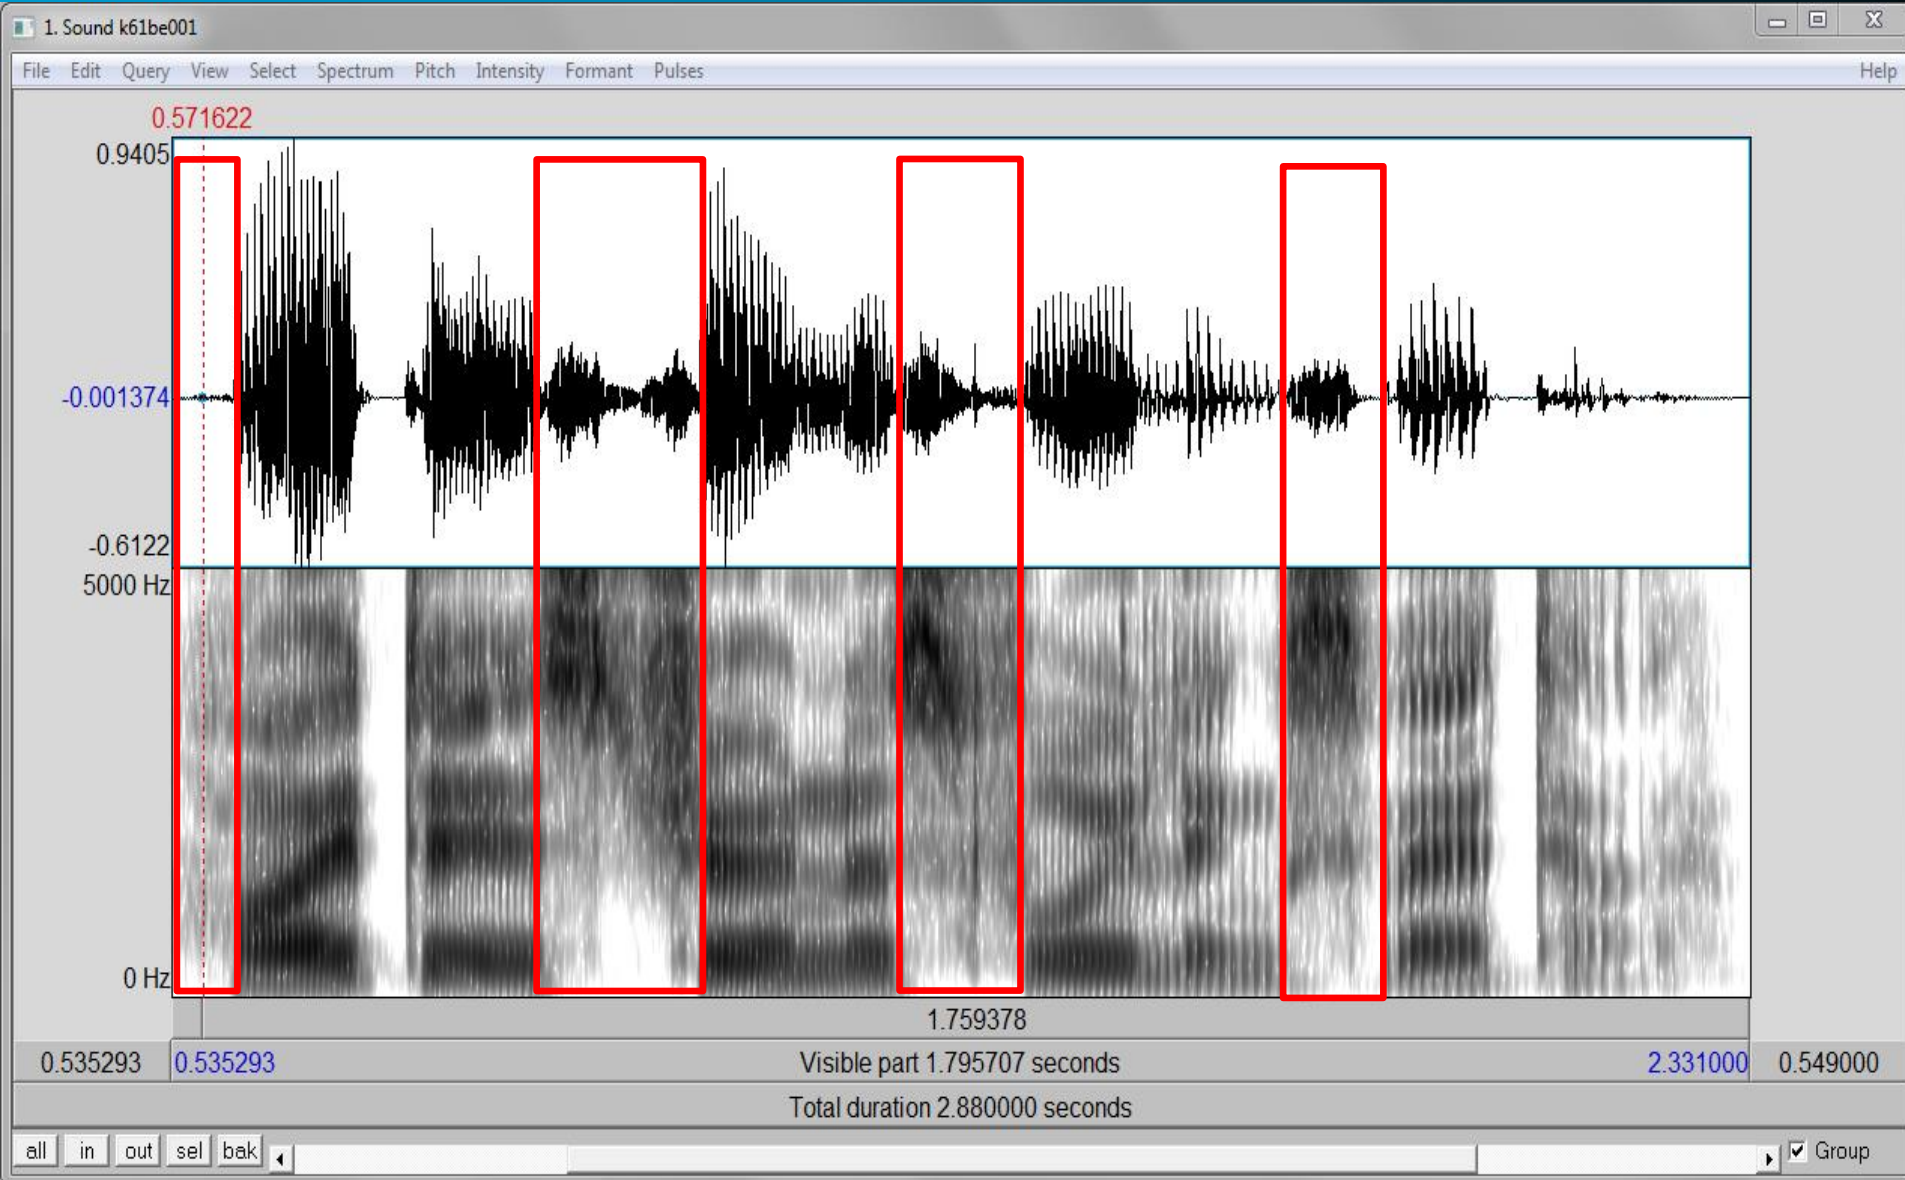 1. Sound k61be001
File Edit Query View Select Spectrum Pitch Intensity Formant Pulses Help
0.571622
0.9405
-0.001374
-0.6122
5000 Hz
0 Hz
1.759378
0.535293 0.535293 Visible part 1.795707 seconds 2.331000 0.549000
Total duration 2.880000 seconds
all in out sel bak Group